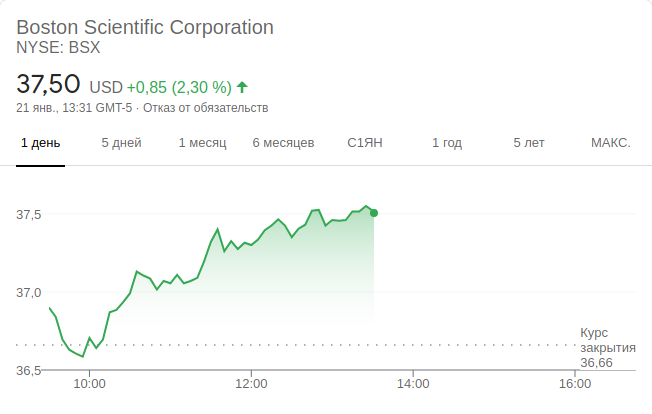 Boston Scientific Corporation
NYSE: BSX
37,50 USD +0,85 (2,30 %)
21 янв., 13:31 GMT-5 · Отказ от обязательств
1 день 5 дней 1 месяц 6 месяцев С1ЯН 1 год 5 лет МАКС.
37,5
37,0
Курс
закрытия
36,66
36,5
10:00 12:00 14:00 16:00